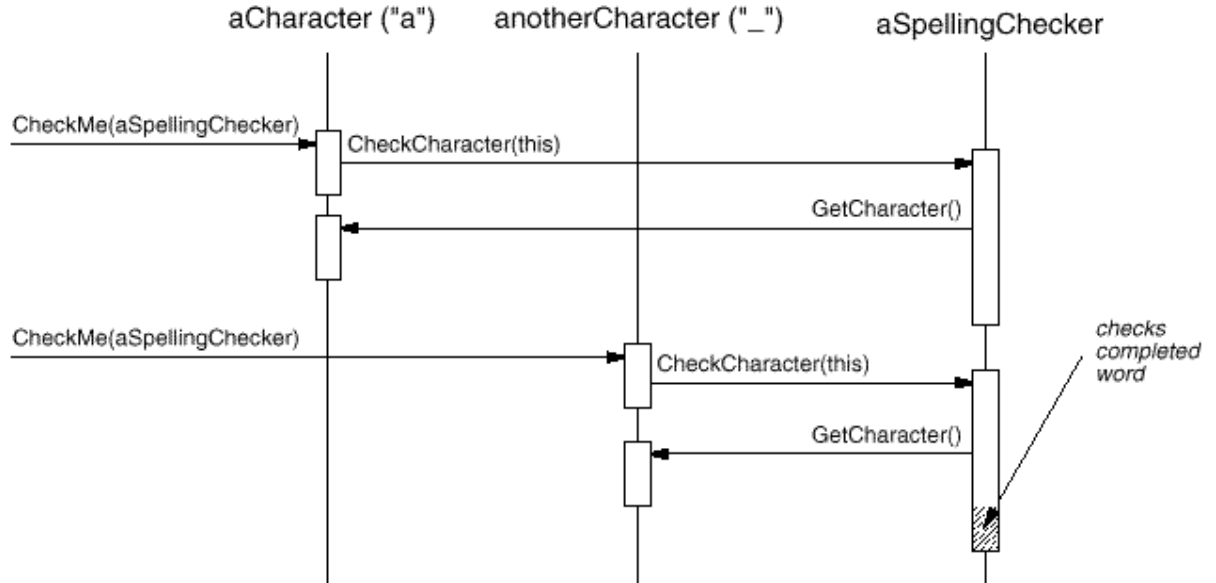 aCharacter ("a")
anotherCharacter ("_")
aSpellingChecker
CheckMe(aSpellingChecker)
CheckCharacter(this)
GetCharacter()
CheckMe(aSpellingChecker)
CheckCharacter(this)
GetCharacter()
checks
completed
word